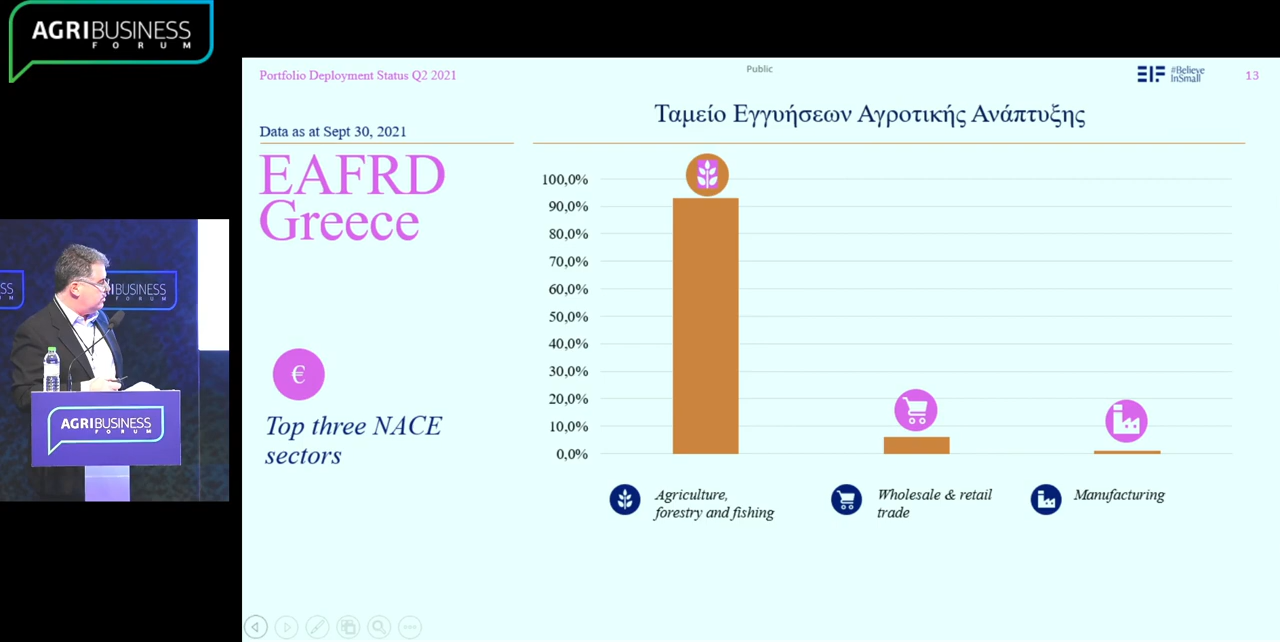 AGRIBUSINESS
FORUM
Portfolio Deployment Status Q2 2021
Public
EIF
#Believe
InSmall
13
Data as at Sept 30, 2021
Ταμείο Εγγυήσεων Αγροτικής Ανάπτυξης
EAFRD
Greece
100,0%
90,0%
80,0%
70,0%
60,0%
50,0%
40,0%
30,0%
20,0%
10,0%
0,0%
€
Top three NACE
sectors
Agriculture,
forestry and fishing
Wholesale & retail
trade
Manufacturing
SS
M
IBUSINESS
FORUM
AGRIBUSINESS
FORUM